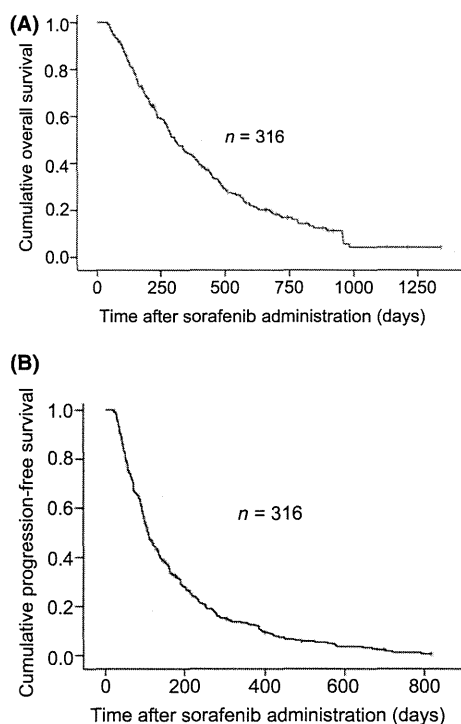 (A)
Cumulative overall survival
1.0
0.8
0.6
0.4
0.2
0.0
n = 316
0 250 500 750 1000 1250
Time after sorafenib administration (days)
(B)
Cumulative progression-free survival
1.0
0.8
0.6
0.4
0.2
0.0
n = 316
0 200 400 600 800
Time after sorafenib administration (days)